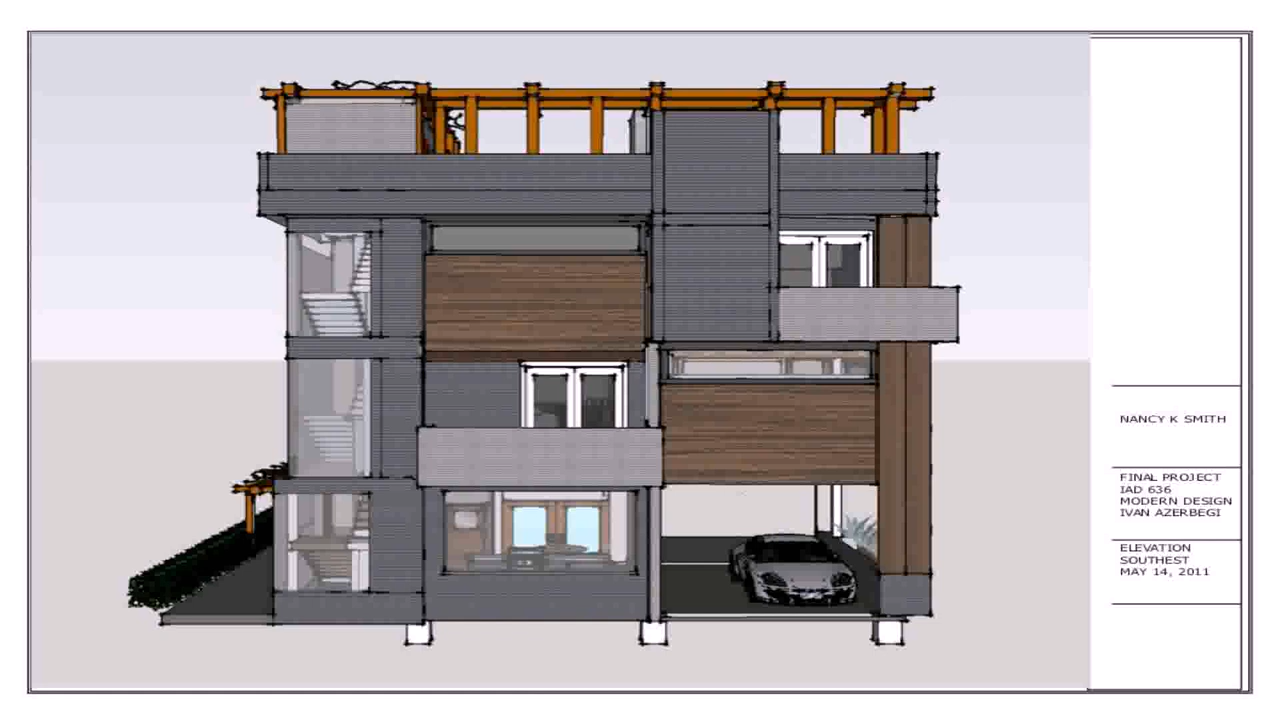 NANCY K SMITH
FINAL PROJECT
IAD 636
MODERN DESIGN
IVAN AZERBEGI
ELEVATION
SOUTHEST
MAY 14, 2011